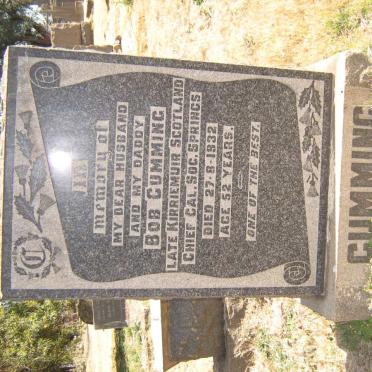 IN
memory of
MY DEAR HUSBAND
AND MY DADDY
BOB CUMMING
LATE KIRRIEMUIR SCOTLAND
CHIEF CAL. SOC. SPRINGS
DIED 27-8-1932
AGE 52 YEARS.
ONE OF THE BEST.
C
CUMMING